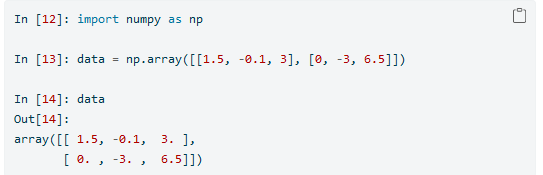 In [12]: import numpy as np
In [13]: data = np.array([[1.5, -0.1, 3], [0, -3, 6.5]])
In [14]: data
Out[14]:
array([[ 1.5, -0.1,  3. ],
       [ 0. , -3. ,  6.5]])